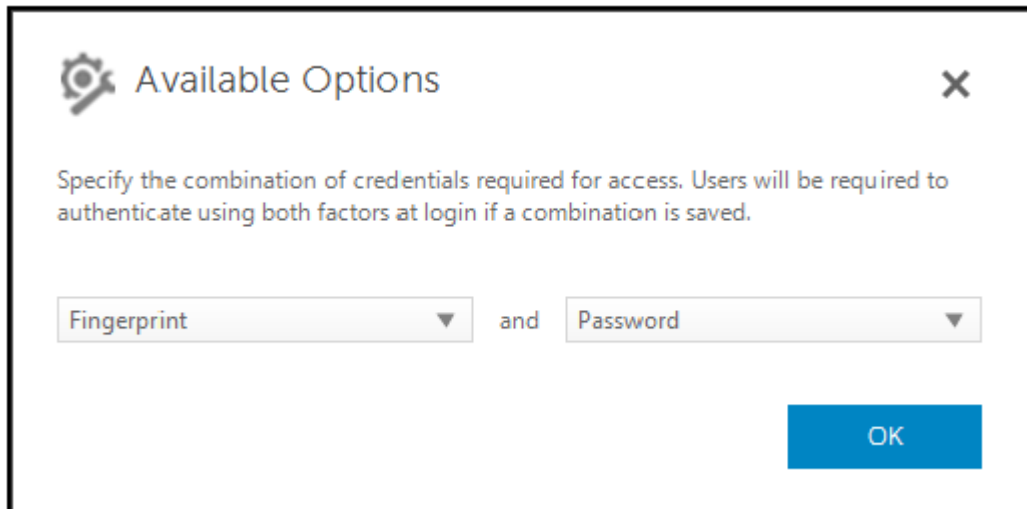 Available Options
Specify the combination of credentials required for access. Users will be required to
authenticate using both factors at login if a combination is saved.
Fingerprint and Password
OK